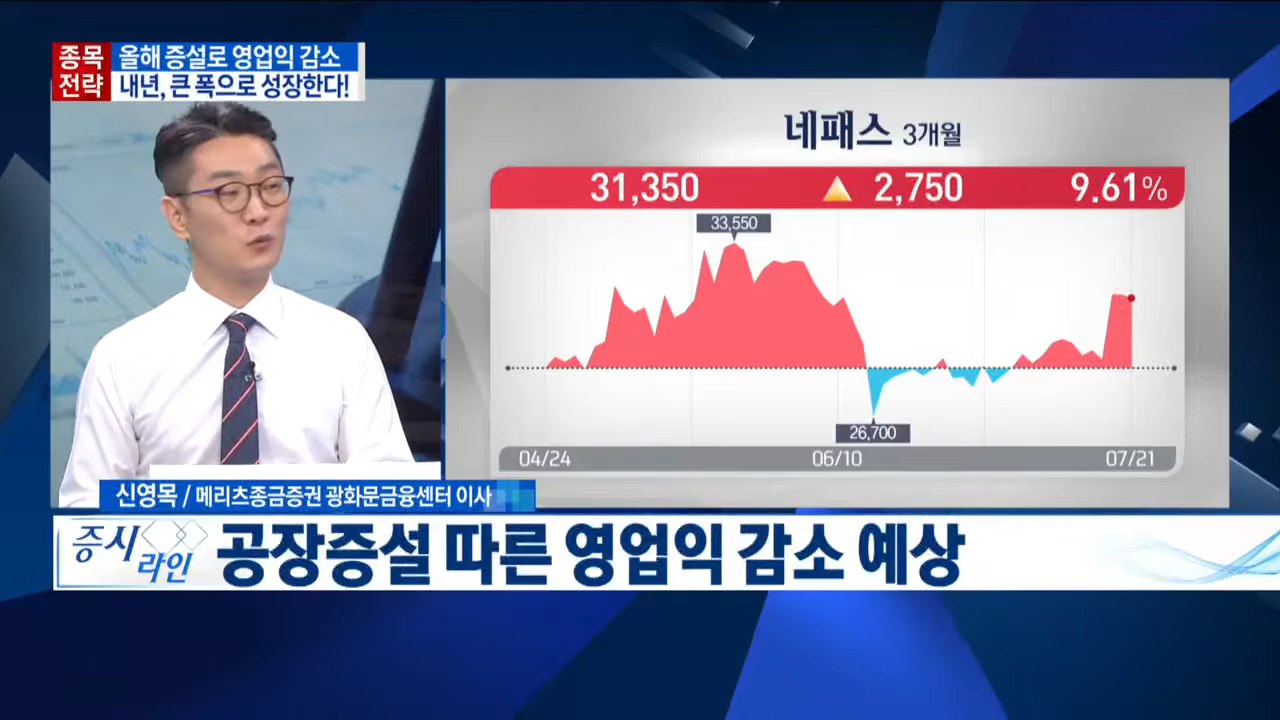 종목
전략
올해 증설로 영업익 감소
내년, 큰 폭으로 성장한다!
네패스 3개월
31,350 ▲ 2,750 9.61%
33,550
26,700
04/24 06/10 07/21
신영목 / 메리츠종금증권 광화문금융센터 이사
증시
라인
공장증설 따른 영업익 감소 예상